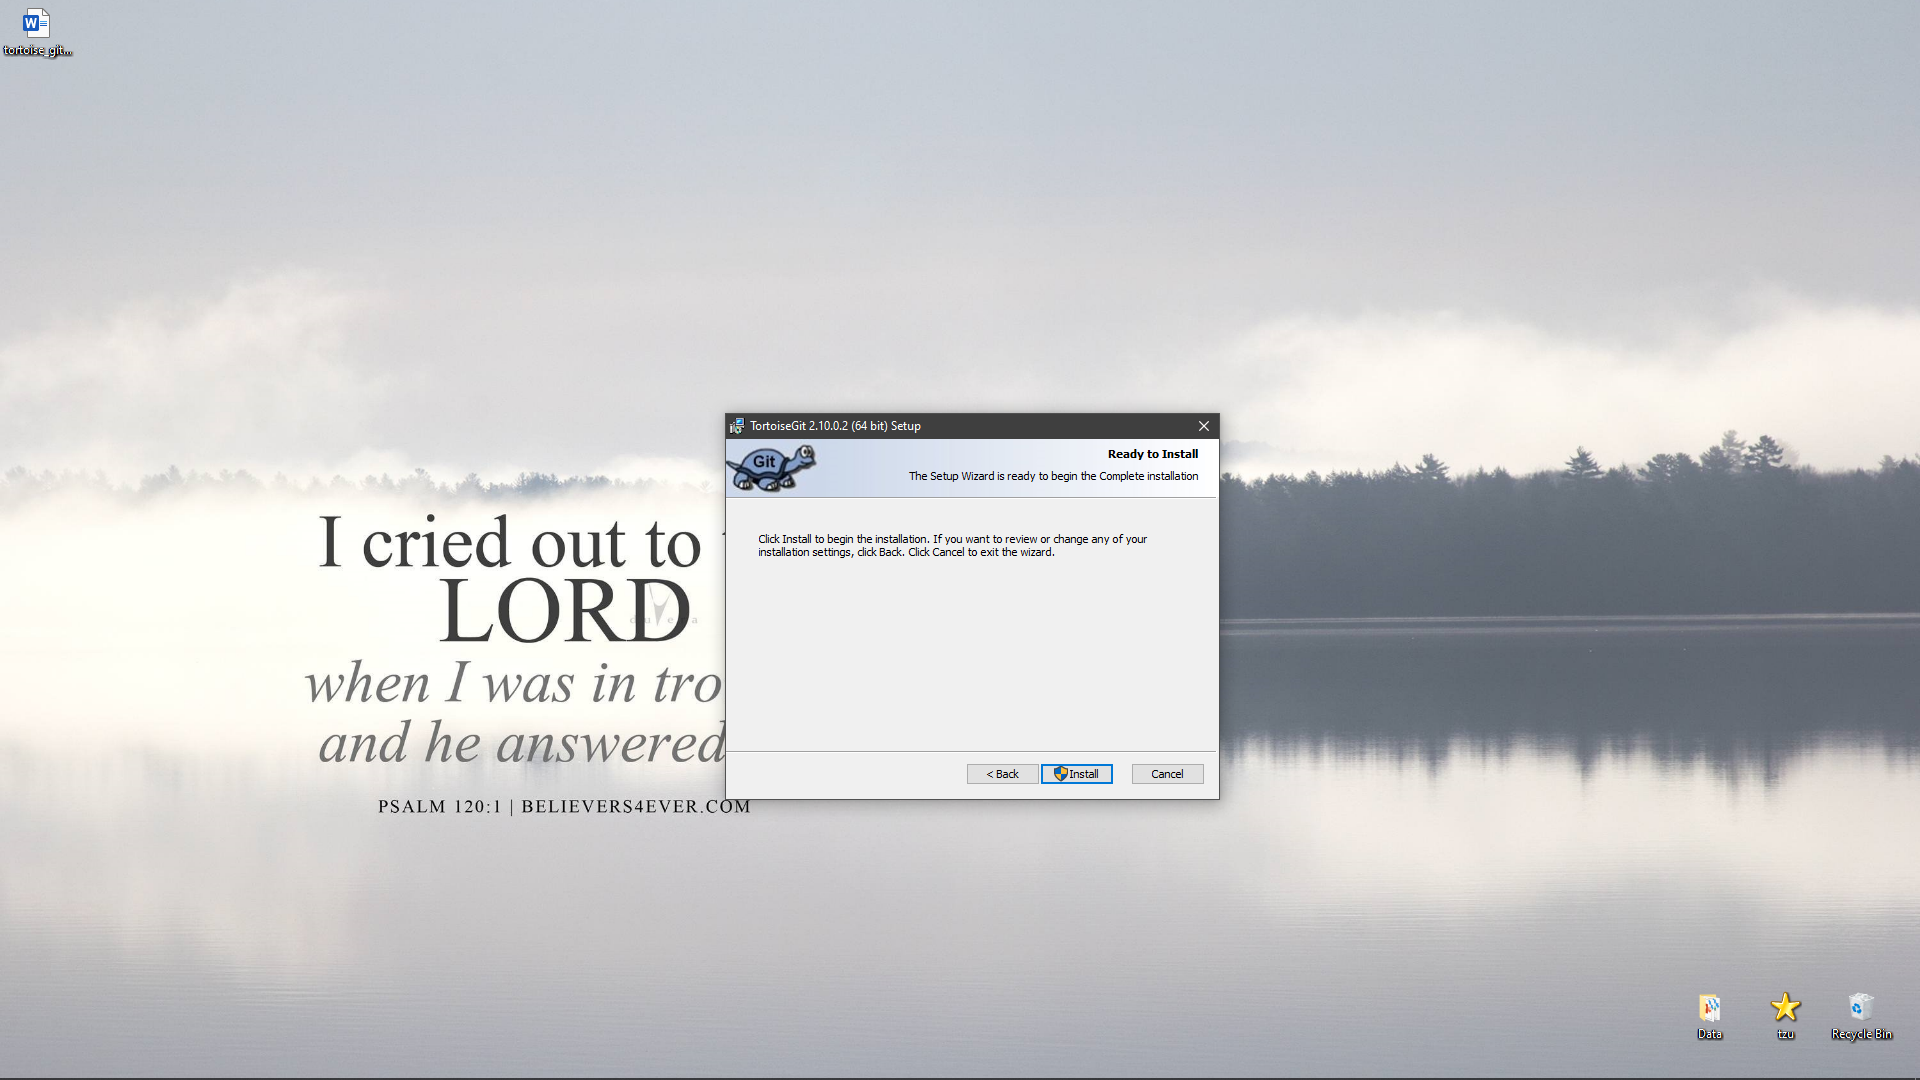 tortoise_git...
TortoiseGit 2.10.0.2 (64 bit) Setup
Git
Ready to Install
The Setup Wizard is ready to begin the Complete installation
Click Install to begin the installation. If you want to review or change any of your
installation settings, click Back. Click Cancel to exit the wizard.
< Back
Install
Cancel
I cried out to
LORD
when I was in tro
and he answered
PSALM 120:1 | BELIEVERS4EVER.COM
Data
tzu
Recycle Bin